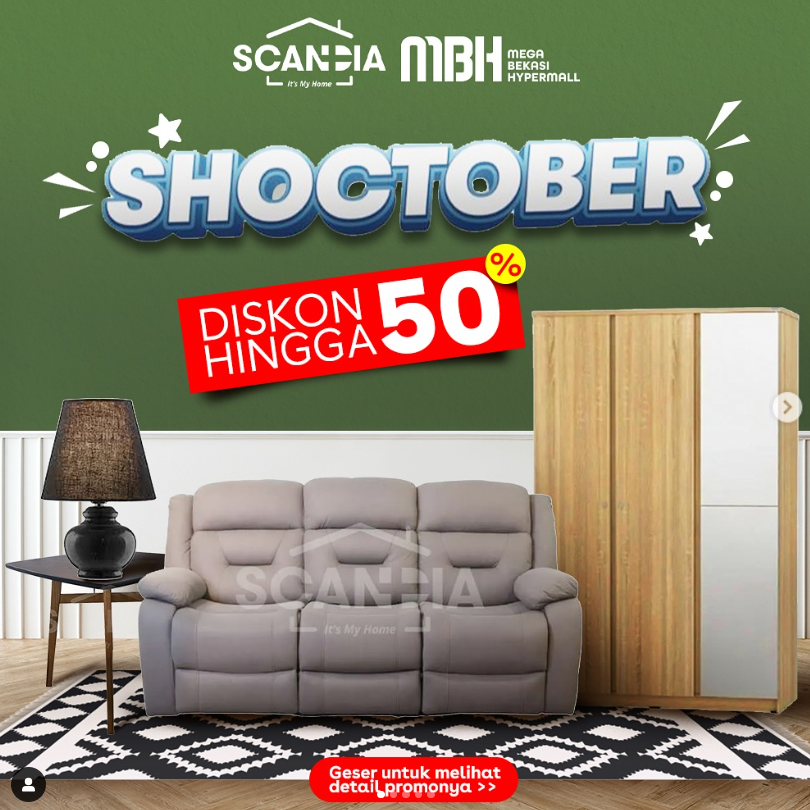 SCANDIA
It's My Home
MBH
MEGA
BEKASI
HYPERMALL
SHOCTOBER
DISKON
HINGGA
50%
SCANDIA
It's My Home
Geser untuk melihat
detail promonya >>